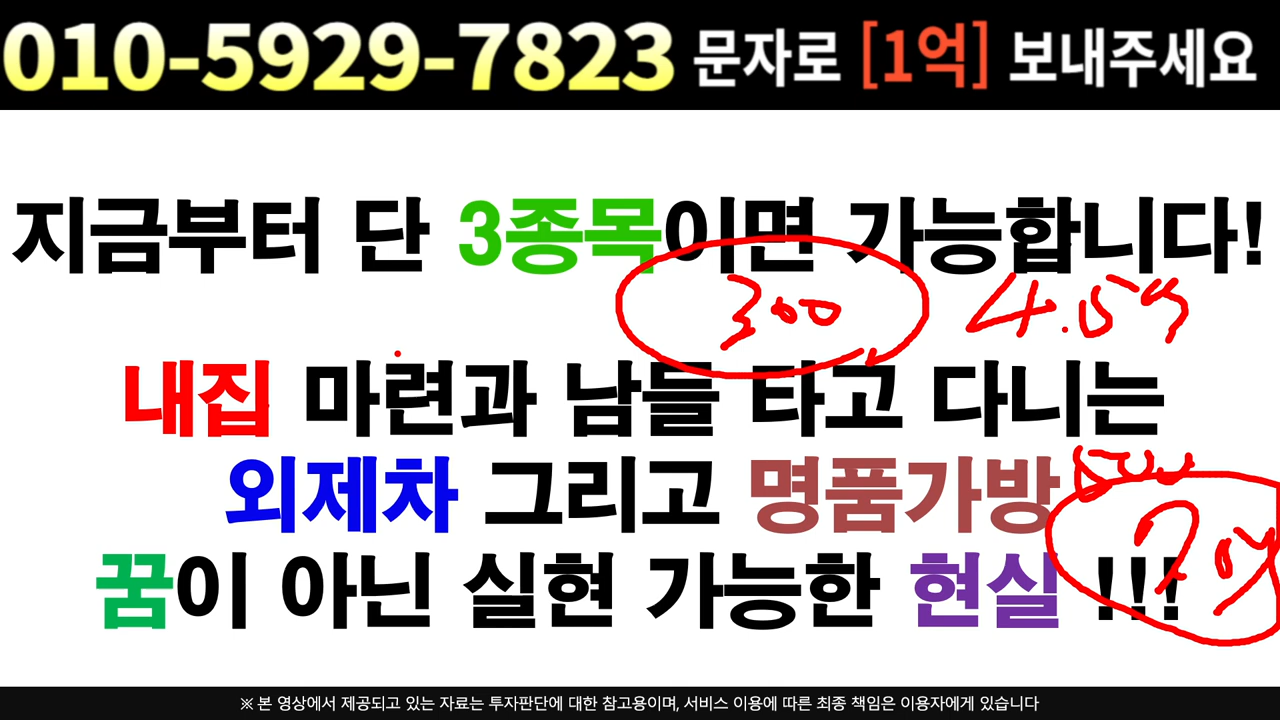 010-5929-7823 문자로 [1억] 보내주세요
지금부터 단 3종목이면 가능합니다!
300 4.5억
내집 마련과 남들 타고 다니는
외제차 그리고 명품가방
꿈이 아닌 실현 가능한 현실 !!!
※ 본 영상에서 제공되고 있는 자료는 투자판단에 대한 참고용이며, 서비스 이용에 따른 최종 책임은 이용자에게 있습니다